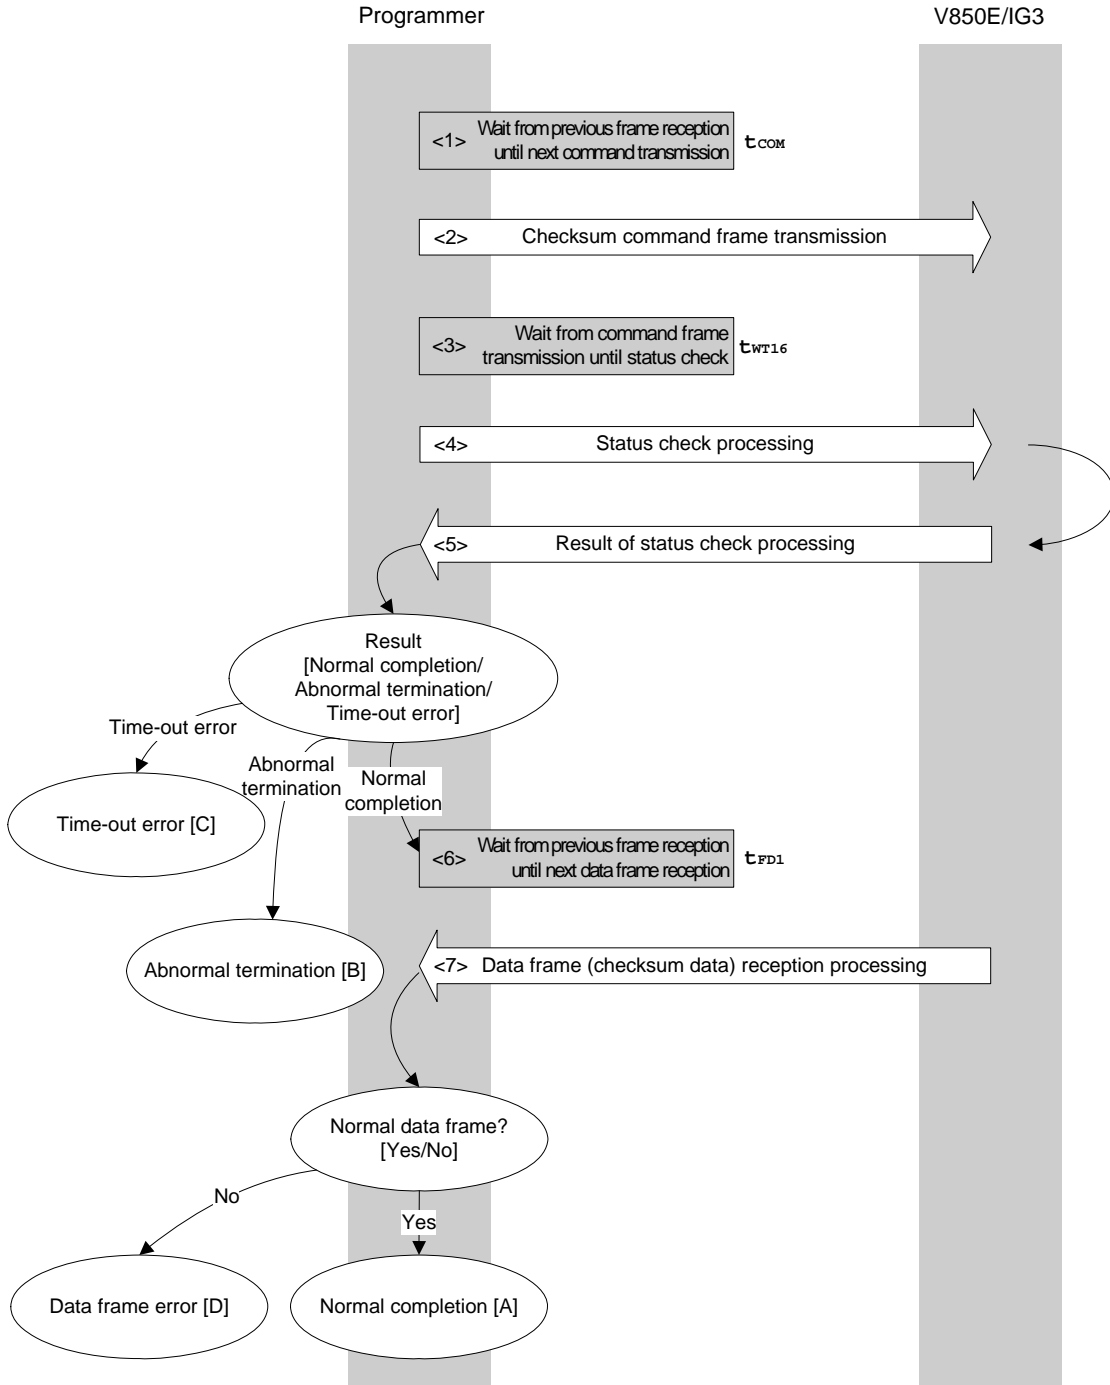 Programmer
V850E/IG3
<1> Wait from previous frame reception
until next command transmission
tCOM
<2> Checksum command frame transmission
<3> Wait from command frame
transmission until status check
tWT16
<4> Status check processing
<5> Result of status check processing
Result
[Normal completion/
Abnormal termination/
Time-out error]
Time-out error
Abnormal
termination
Normal
completion
Time-out error [C]
<6> Wait from previous frame reception
until next data frame reception
tFD1
Abnormal termination [B]
<7> Data frame (checksum data) reception processing
Normal data frame?
[Yes/No]
No
Yes
Data frame error [D]
Normal completion [A]